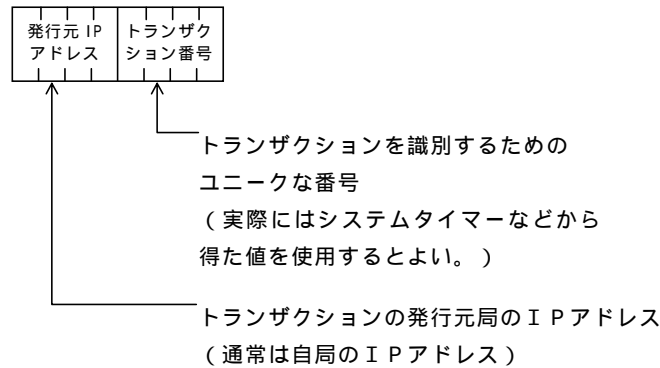 発行元 IP
アドレス
トランザク
ション番号
トランザクションを識別するための
ユニークな番号
（実際にはシステムタイマーなどから
得た値を使用するとよい。）
トランザクションの発行元局のＩＰアドレス
（通常は自局のＩＰアドレス）